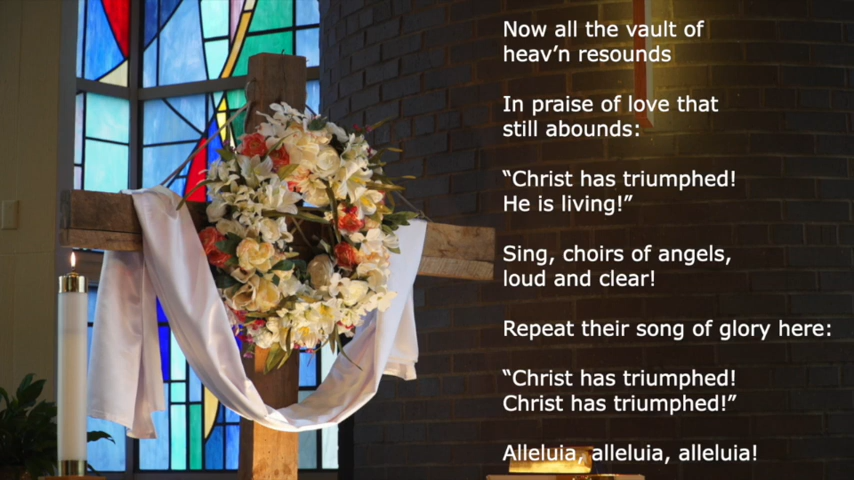 Now all the vault of
heav’n resounds
In praise of love that
still abounds:
“Christ has triumphed!
He is living!”
Sing, choirs of angels,
loud and clear!
Repeat their song of glory here:
“Christ has triumphed!
Christ has triumphed!”
Alleluia, alleluia, alleluia!